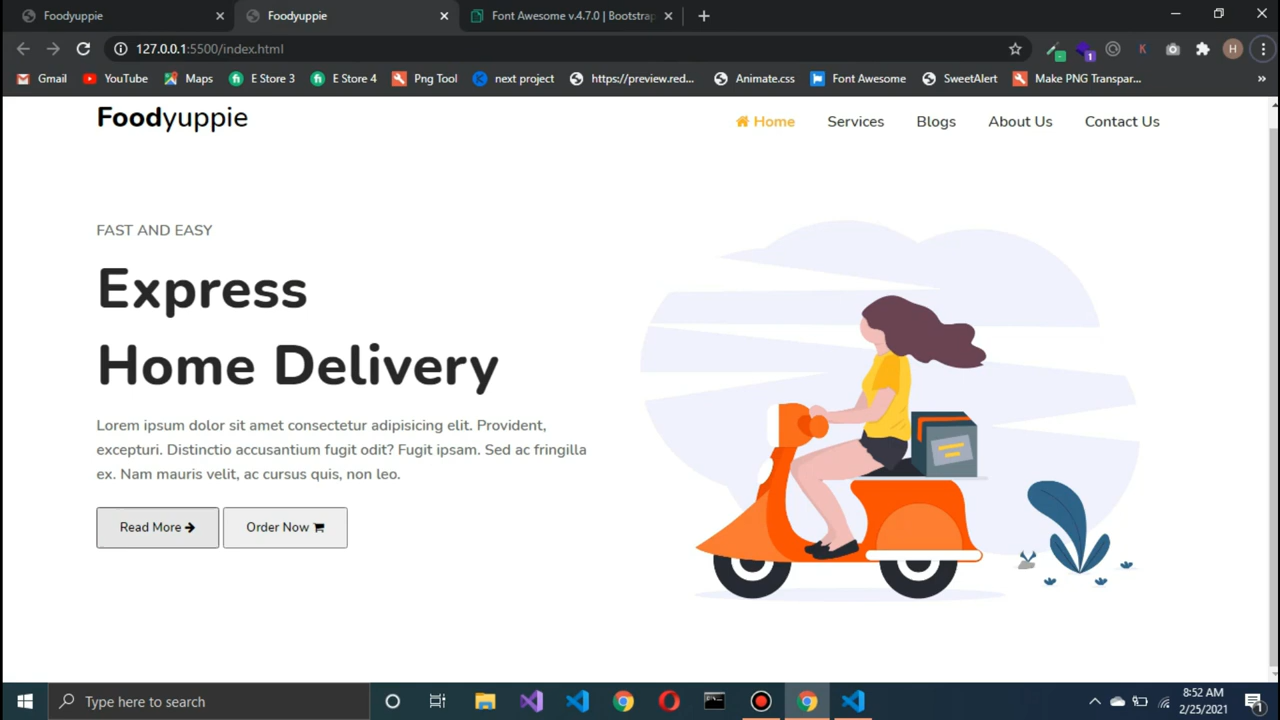 Foodyuppie
Foodyuppie
Font Awesome v.4.7.0 | Bootstrap
127.0.0.1:5500/index.html
1
K
H
Gmail
YouTube
Maps
E Store 3
E Store 4
Png Tool
next project
https://preview.red...
Animate.css
Font Awesome
SweetAlert
Make PNG Transpar...
»
Foodyuppie
Home
Services
Blogs
About Us
Contact Us
FAST AND EASY
Express
Home Delivery
Lorem ipsum dolor sit amet consectetur adipisicing elit. Provident,
excepturi. Distinctio accusantium fugit odit? Fugit ipsam. Sed ac fringilla
ex. Nam mauris velit, ac cursus quis, non leo.
Read More
Order Now
Type here to search
8:52 AM
2/25/2021
1